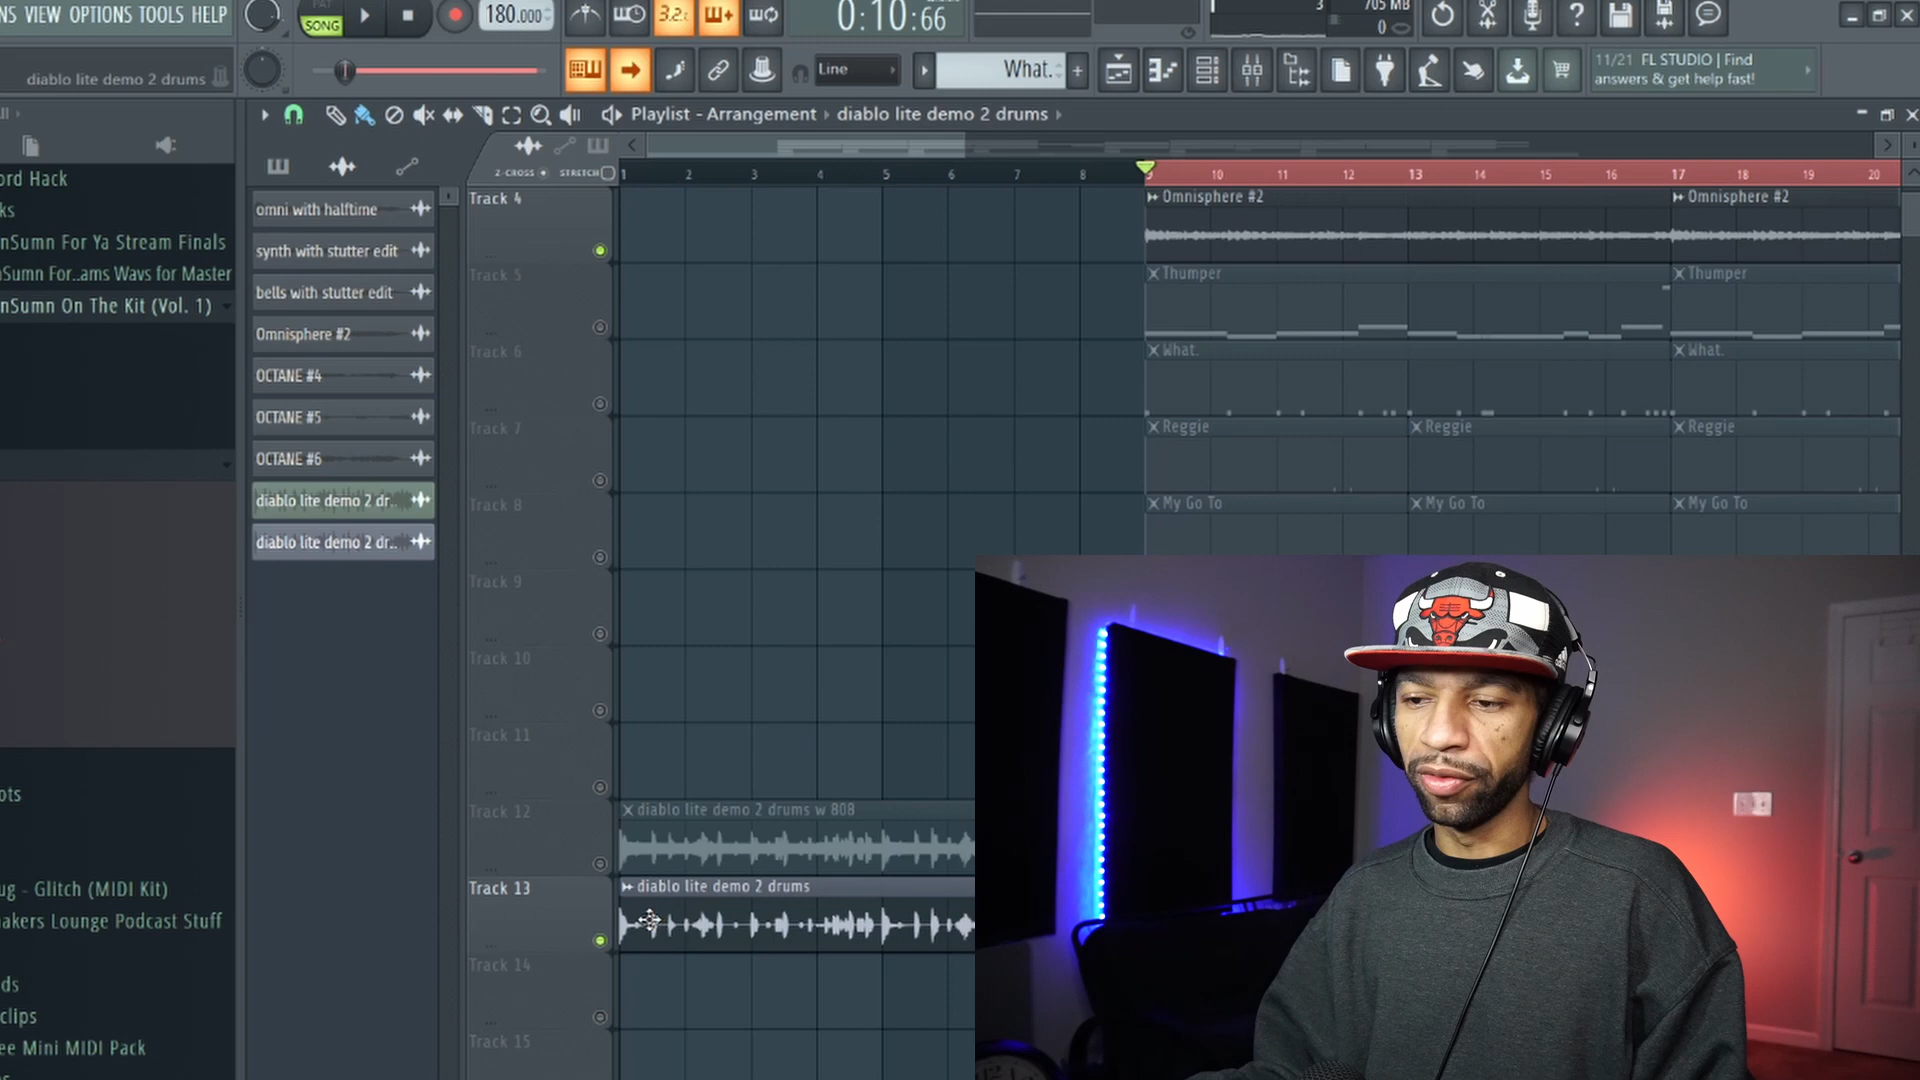 NS VIEW OPTIONS TOOLS HELP
PAT
SONG
180.000
3.2.
0:10:66
3
705 MB
0
diablo lite demo 2 drums
Line
What.
11/21 FL STUDIO | Find
answers & get help fast!
Playlist - Arrangement › diablo lite demo 2 drums ›
Z-CROSS
STRETCH
1 2 3 4 5 6 7 8 9 10 11 12 13 14 15 16 17 18 19 20
ord Hack
ks
nSumn For Ya Stream Finals
Sumn For..ams Wavs for Master
nSumn On The Kit (Vol. 1)
ots
ug - Glitch (MIDI Kit)
akers Lounge Podcast Stuff
ds
clips
ee Mini MIDI Pack
omni with halftime
synth with stutter edit
bells with stutter edit
Omnisphere #2
OCTANE #4
OCTANE #5
OCTANE #6
diablo lite demo 2 dr..
diablo lite demo 2 dr..
Track 4
Omnisphere #2
Omnisphere #2
Track 5
Thumper
Thumper
Track 6
What.
What.
Track 7
Reggie
Reggie
Reggie
Track 8
My Go To
My Go To
My Go To
Track 9
Track 10
Track 11
Track 12
diablo lite demo 2 drums w 808
Track 13
diablo lite demo 2 drums
Track 14
Track 15